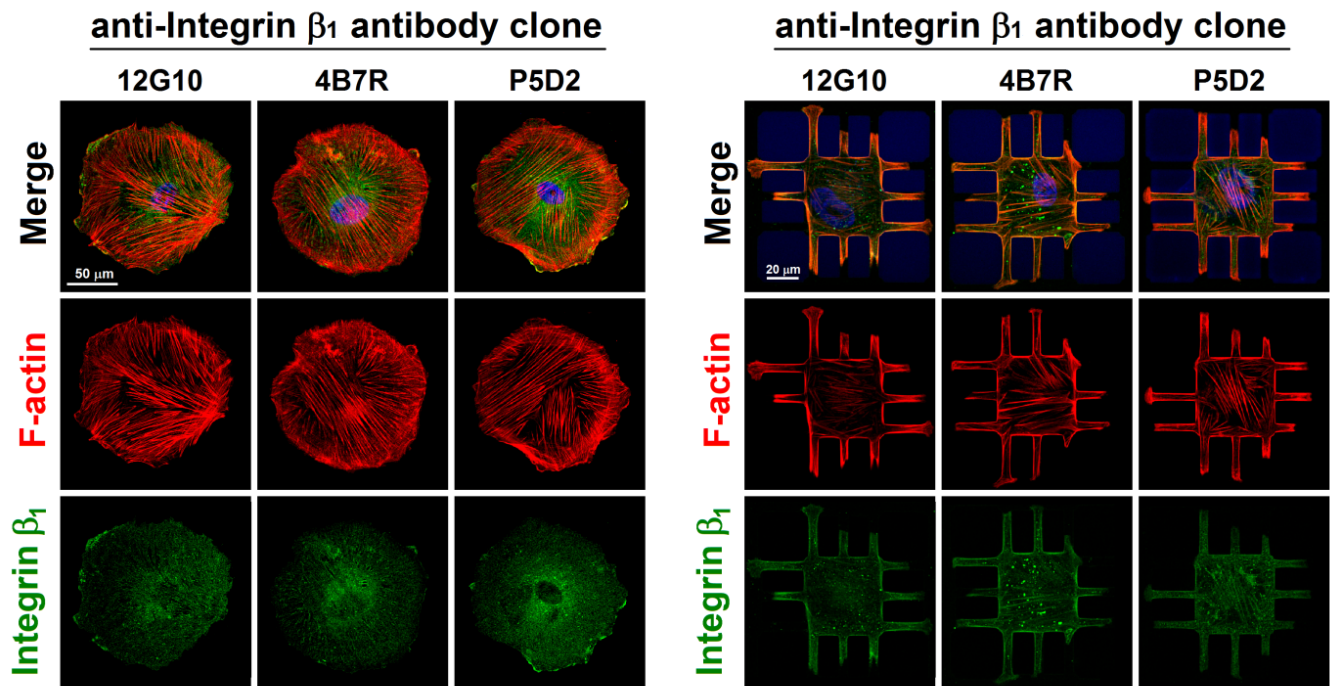 anti-Integrin β1 antibody clone
12G10 4B7R P5D2
Merge
50 μm
F-actin
Integrin β1
anti-Integrin β1 antibody clone
12G10 4B7R P5D2
Merge
20 μm
F-actin
Integrin β1